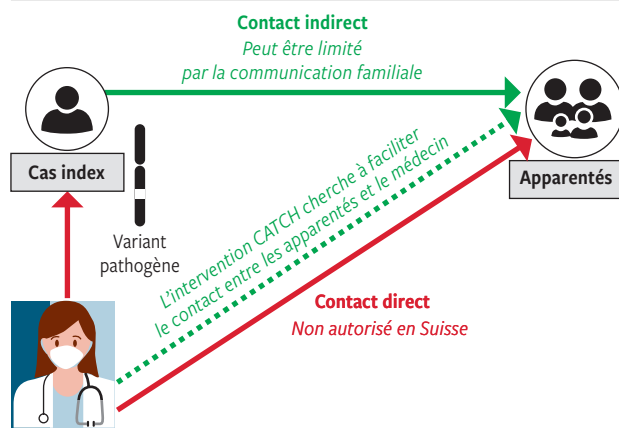 Contact indirect
Peut être limité
par la communication familiale
Cas index
Apparentés
Variant
pathogène
L'intervention CATCH cherche à faciliter
le contact entre les apparentés et le médecin
Contact direct
Non autorisé en Suisse